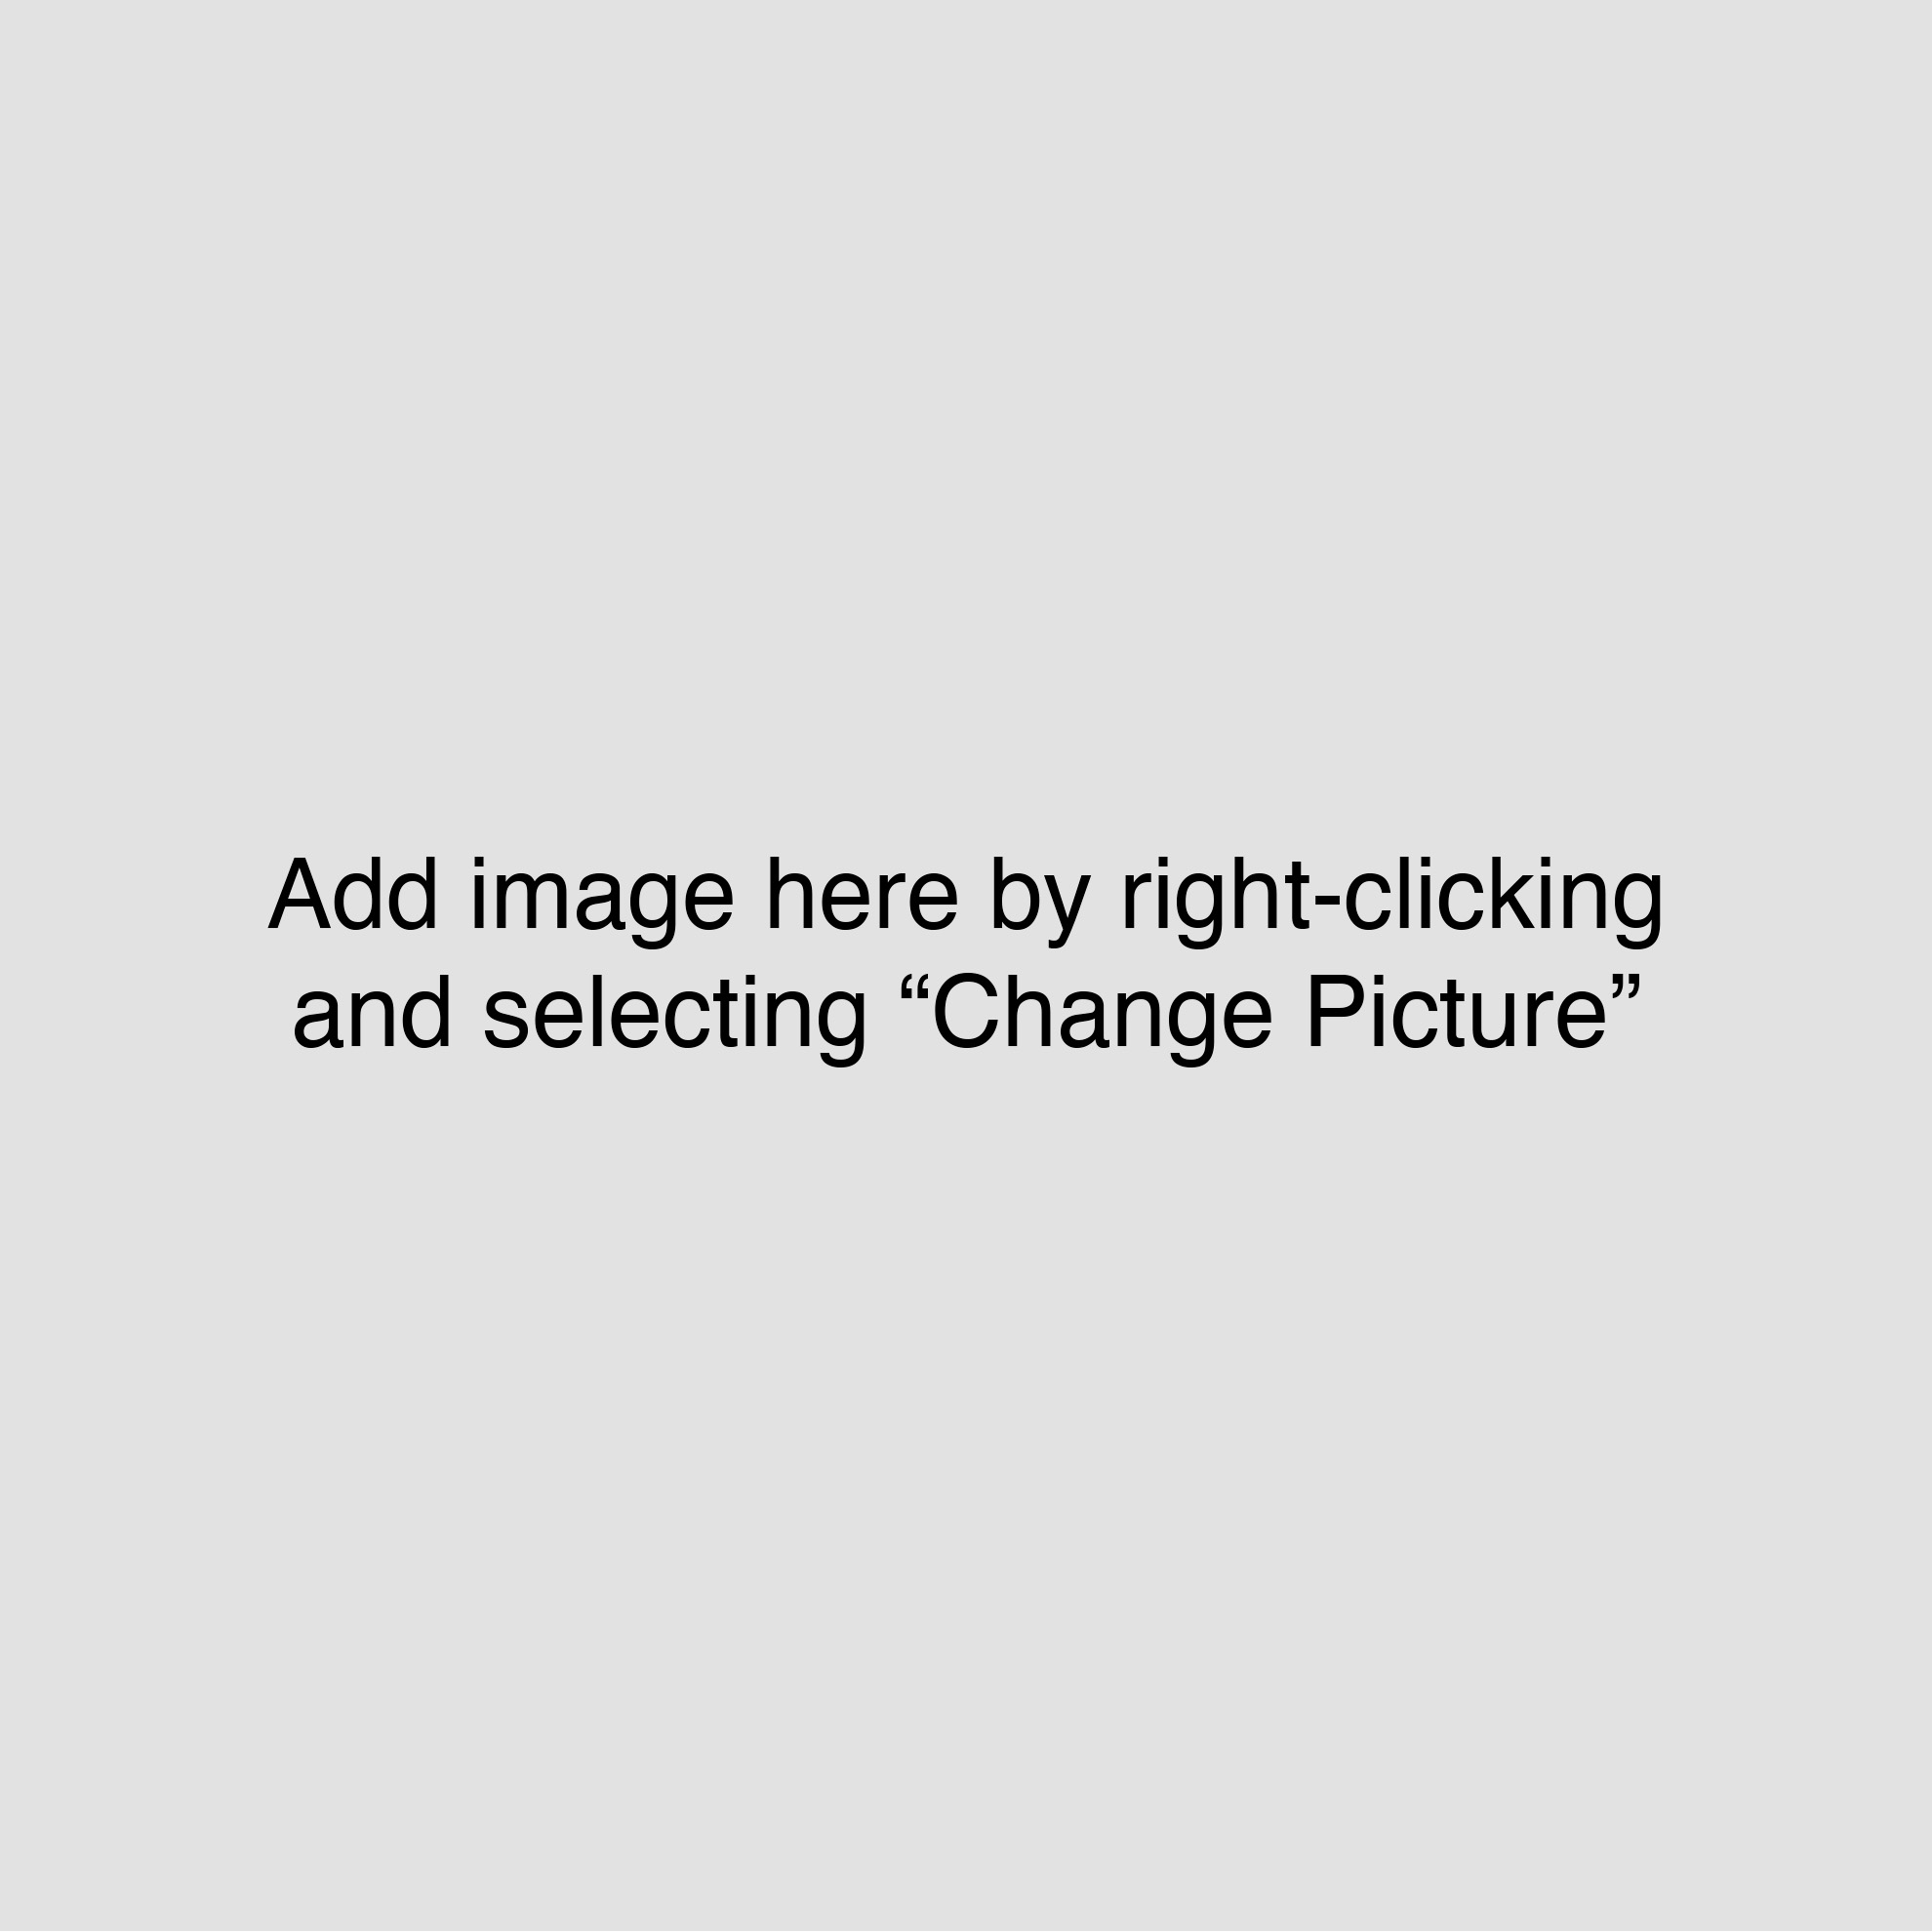 Add image here by right-clicking
and selecting “Change Picture”